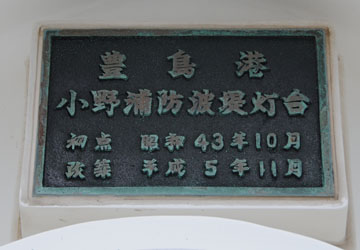 豊島港
小野浦防波堤灯台
初点 昭和43年10月
改築 平成5年11月